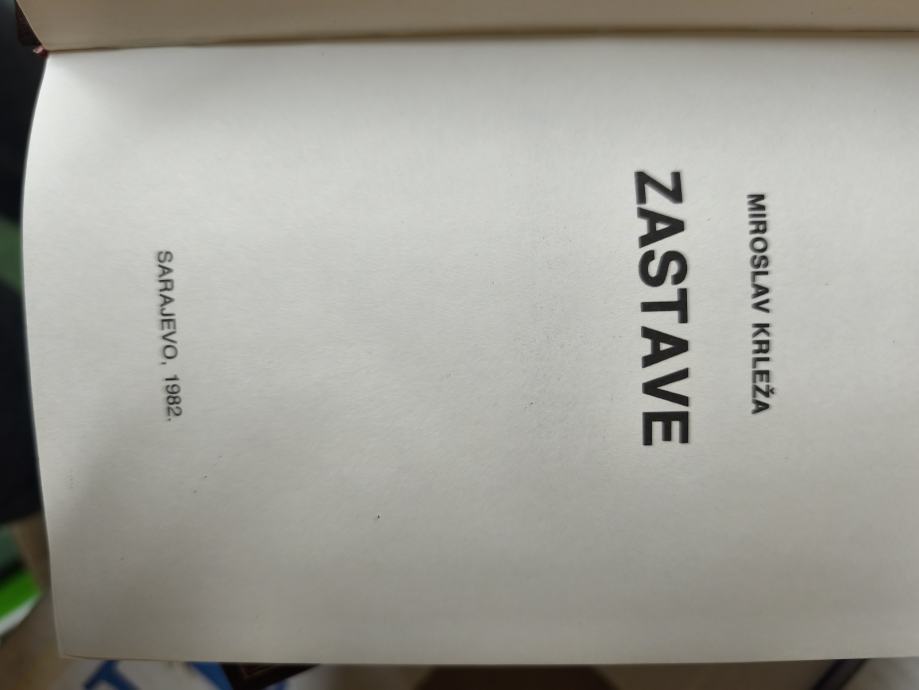 MIROSLAV KRLEŽA
ZASTAVE
SARAJEVO, 1982.